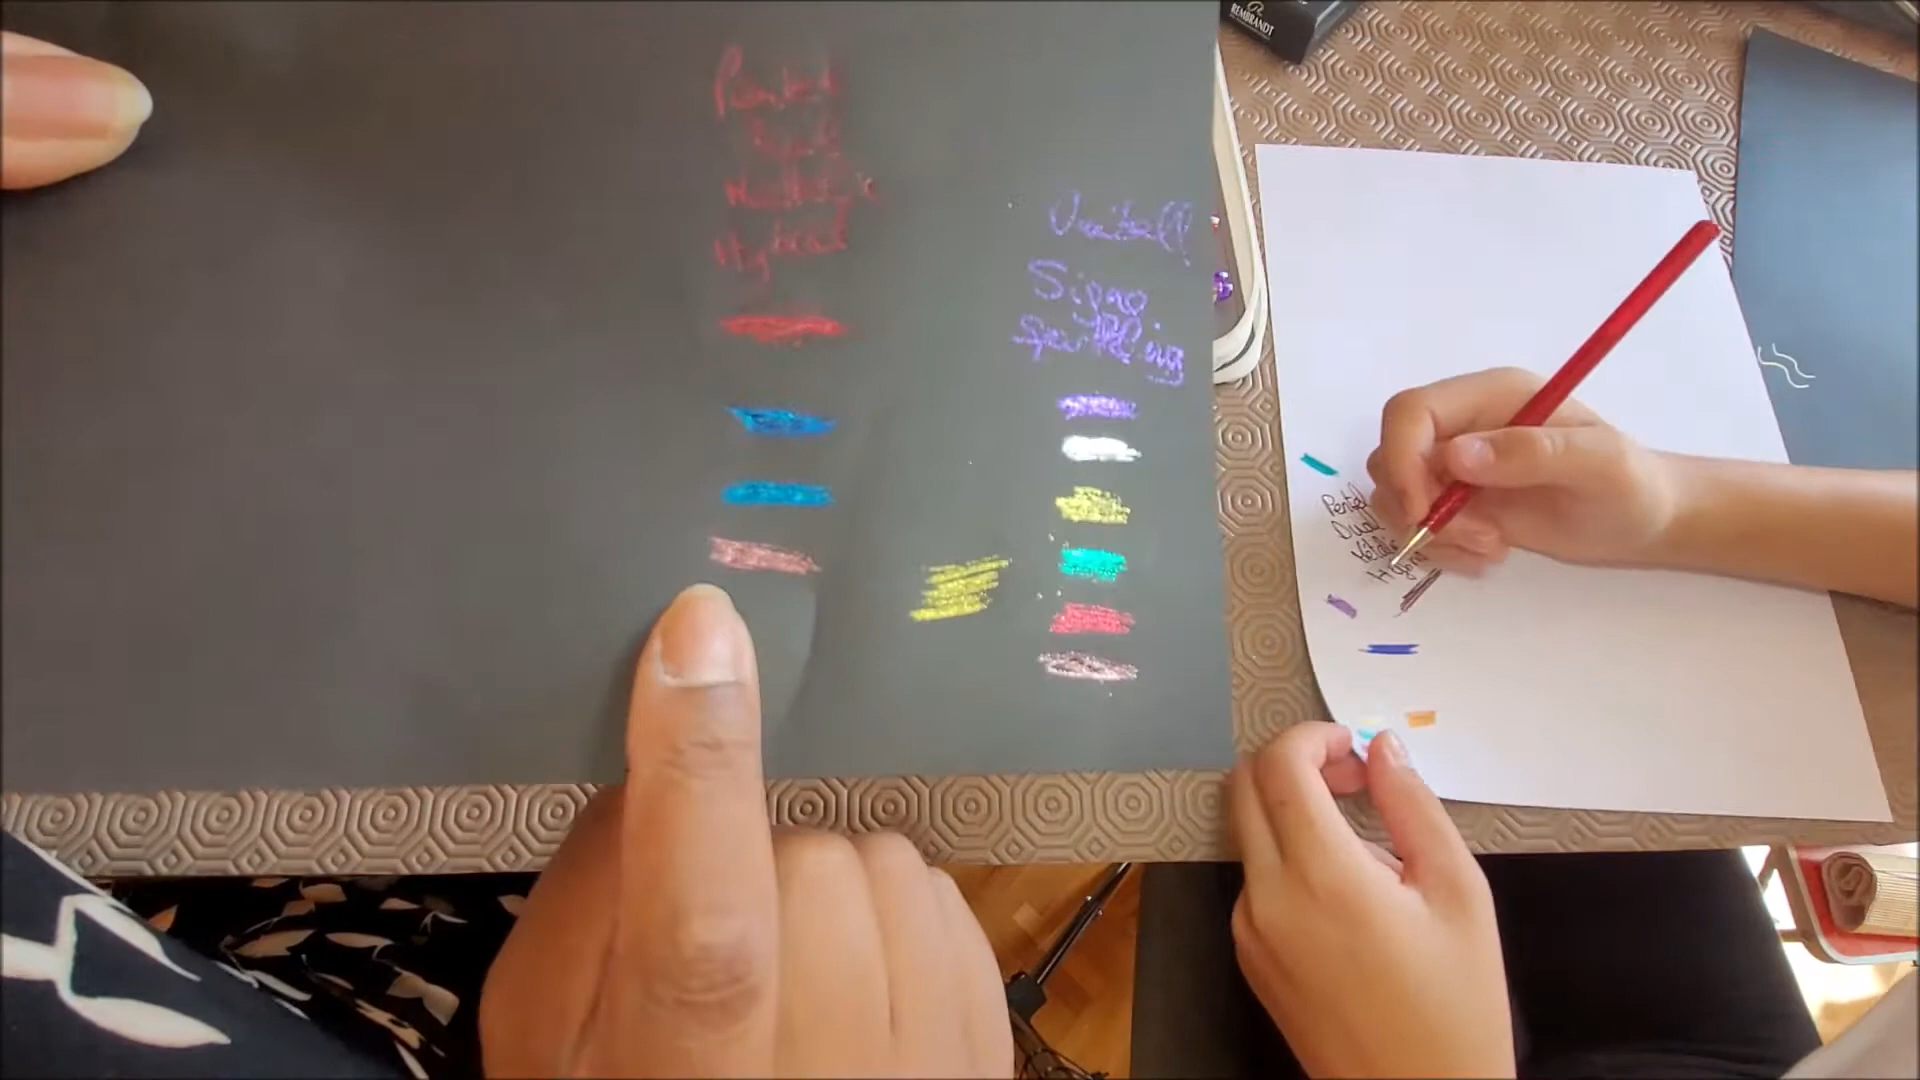 REMBRANDT
Pentel
Dual
Metallic
Hybrid
Uniball
Signo
Sparkling
Pentel
Dual
Metallic
Hybrid